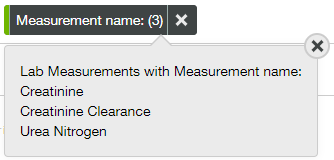 Measurement name: (3)
Lab Measurements with Measurement name:
Creatinine
Creatinine Clearance
Urea Nitrogen